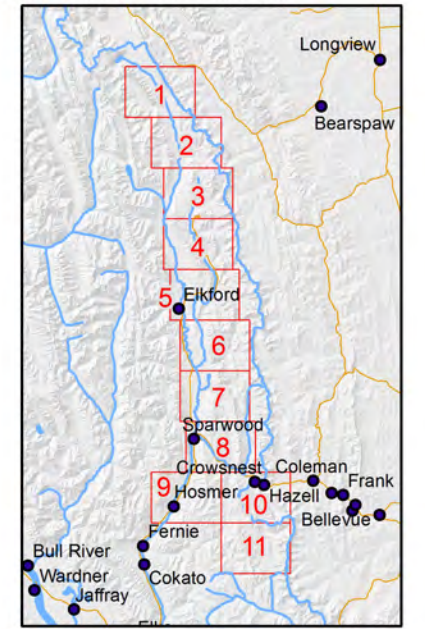 Longview
1
Bearspaw
2
3
4
5 Elkford
6
7
Sparwood
8
Crowsnest Coleman
9 Hosmer 10 Hazell Frank
Bellevue
Fernie 11
Bull River
Wardner Cokato
Jaffray